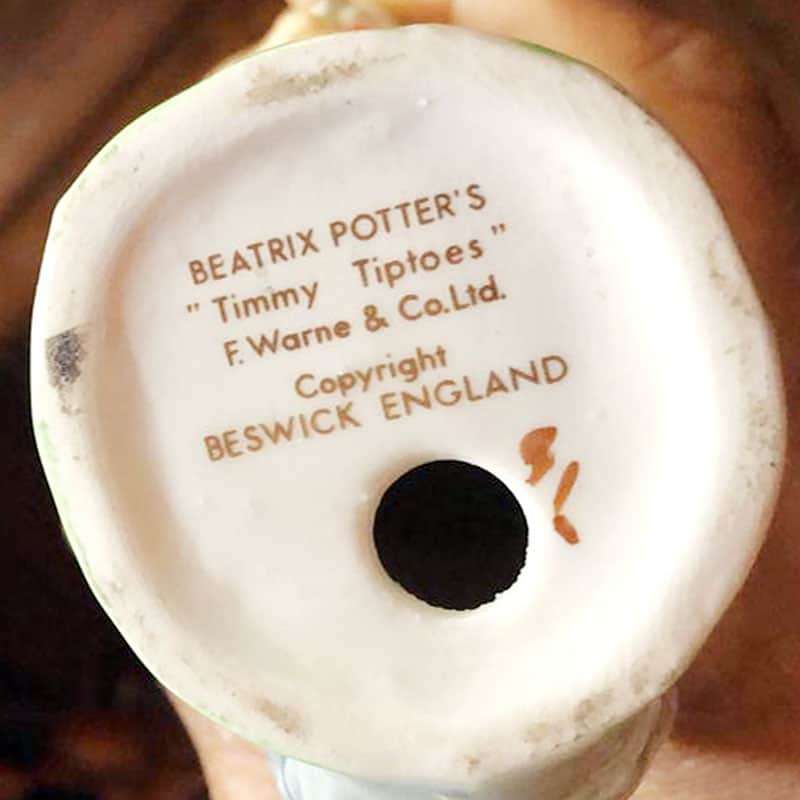 BEATRIX POTTER'S
"Timmy Tiptoes"
F. Warne & Co.Ltd.
Copyright
BESWICK ENGLAND